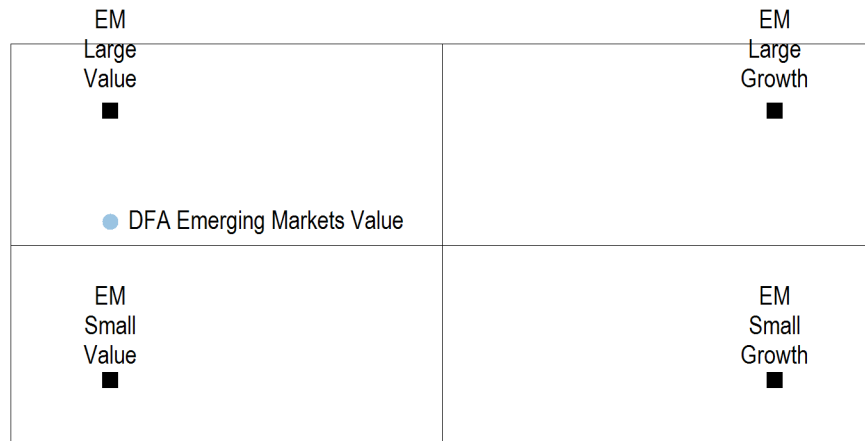 EM
Large
Value
EM
Large
Growth
DFA Emerging Markets Value
EM
Small
Value
EM
Small
Growth